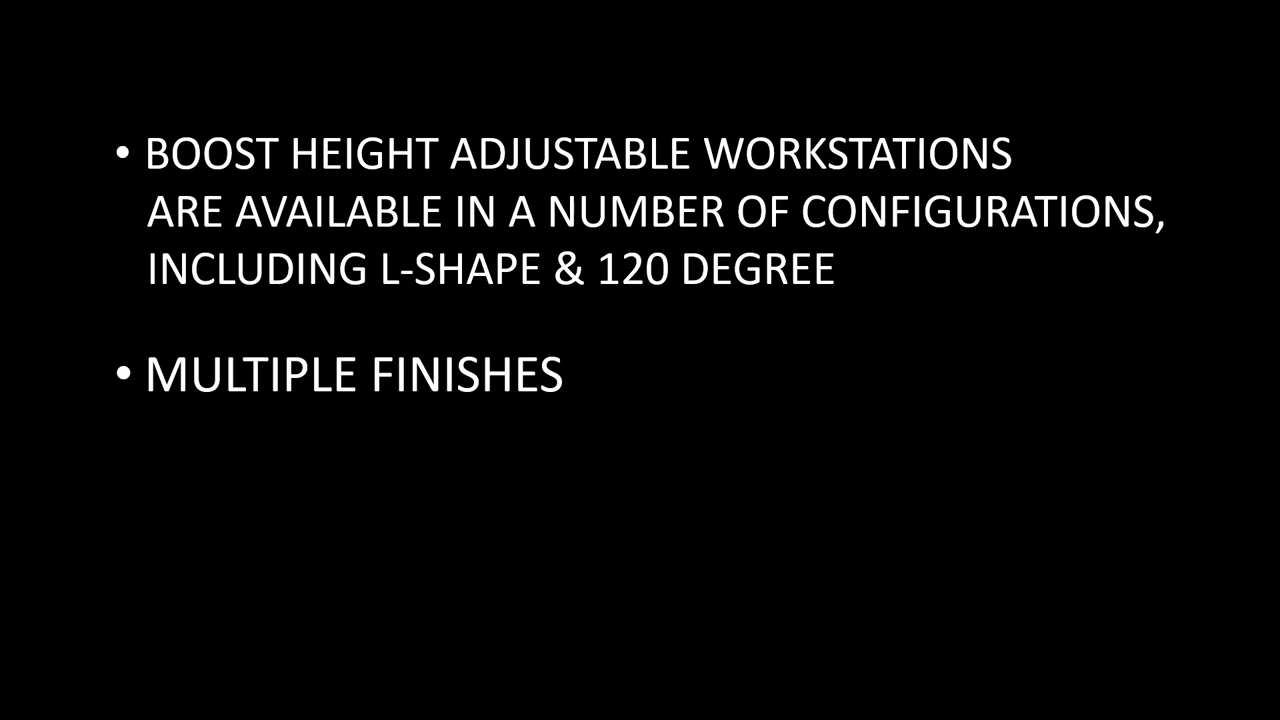 • BOOST HEIGHT ADJUSTABLE WORKSTATIONS
ARE AVAILABLE IN A NUMBER OF CONFIGURATIONS,
INCLUDING L-SHAPE & 120 DEGREE
• MULTIPLE FINISHES